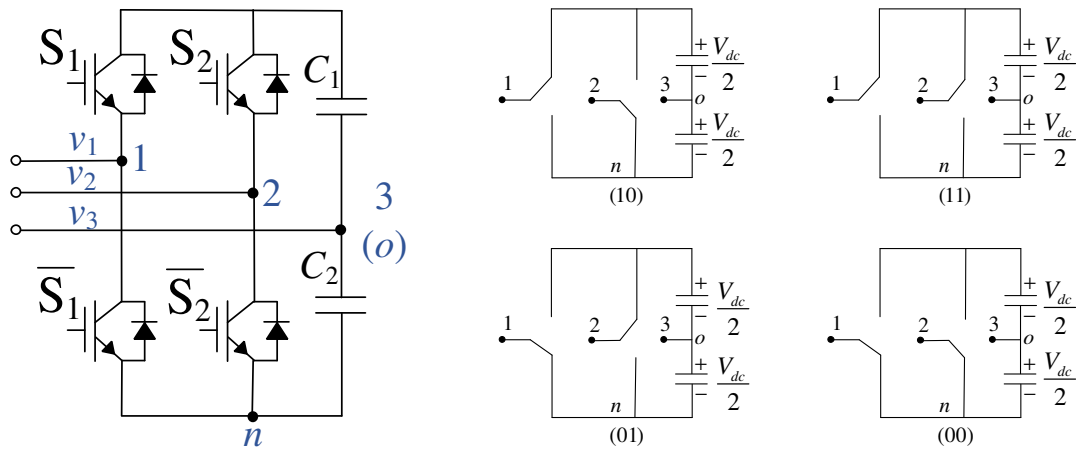 S1
S2
C1
v1
1
v2
2
v3
3
(o)
S̅1̅
S̅2̅
C2
n
1
2
3
+
Vdc
2
−
o
+
Vdc
2
−
n
(10)
1
2
3
+
Vdc
2
−
o
+
Vdc
2
−
n
(11)
1
2
3
+
Vdc
2
−
o
+
Vdc
2
−
n
(01)
1
2
3
+
Vdc
2
−
o
+
Vdc
2
−
n
(00)